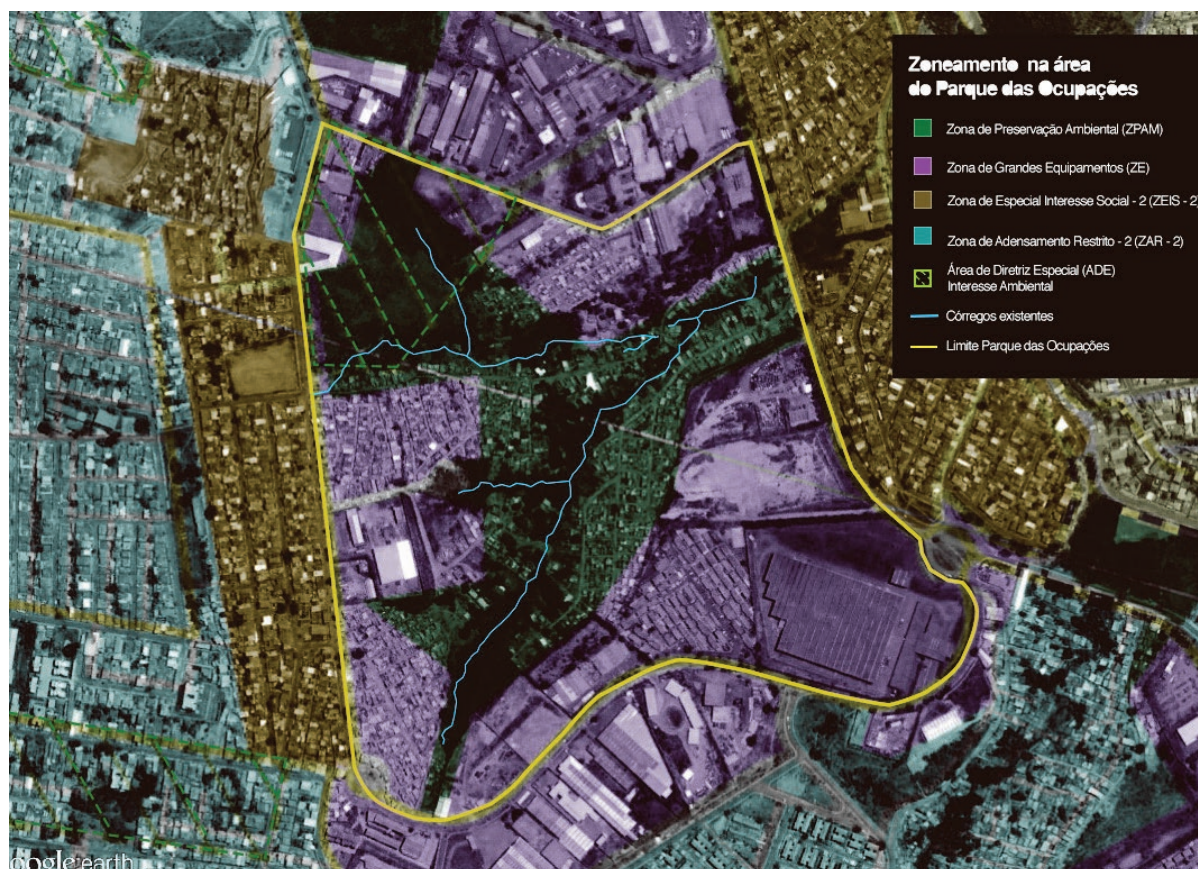 Zoneamento na área
do Parque das Ocupações
Zona de Preservação Ambiental (ZPAM)
Zona de Grandes Equipamentos (ZE)
Zona de Especial Interesse Social - 2 (ZEIS - 2)
Zona de Adensamento Restrito - 2 (ZAR - 2)
Área de Diretriz Especial (ADE)
Interesse Ambiental
Córregos existentes
Limite Parque das Ocupações
oogle earth